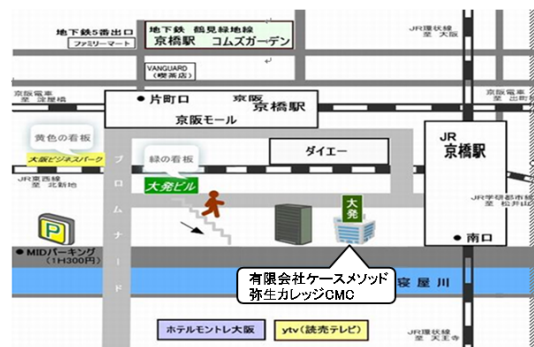 地下鉄5番出口
ファミリーマート
地下鉄 鶴見緑地線
京橋駅 コムズガーデン
JR環状線
至 大阪
VANGUARD
(喫茶店)
京阪電車
至 淀屋橋
●片町口
京阪
京橋駅
京阪モール
京阪電車
至 出町
黄色の看板
大阪ビジネスパーク
緑の看板
大発ビル
ダイエー
JR
京橋駅
JR東西線
至 北新地
プロムナード
大発
JR学研都市線
至 松井山
P
●南口
●MIDパーキング
(1H300円)
有限会社ケースメソッド
弥生カレッジCMC
寝屋川
ホテルモントレ大阪
ytv(読売テレビ)
JR環状線
至 天王寺